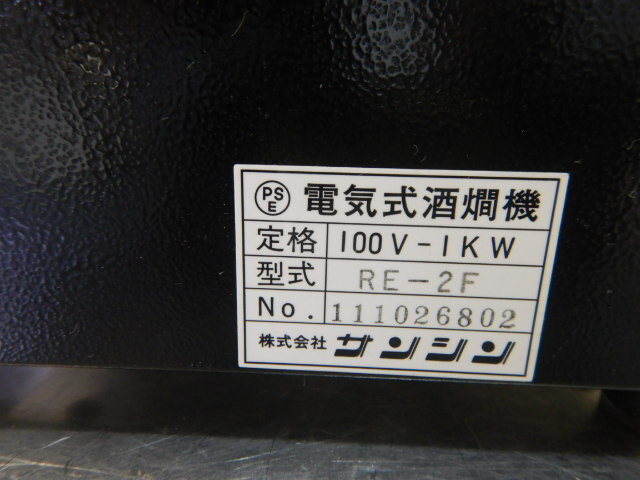 PSE 電気式酒燗機
定格 100V-1KW
型式 RE-2F
No. 111026802
株式会社 サンシン